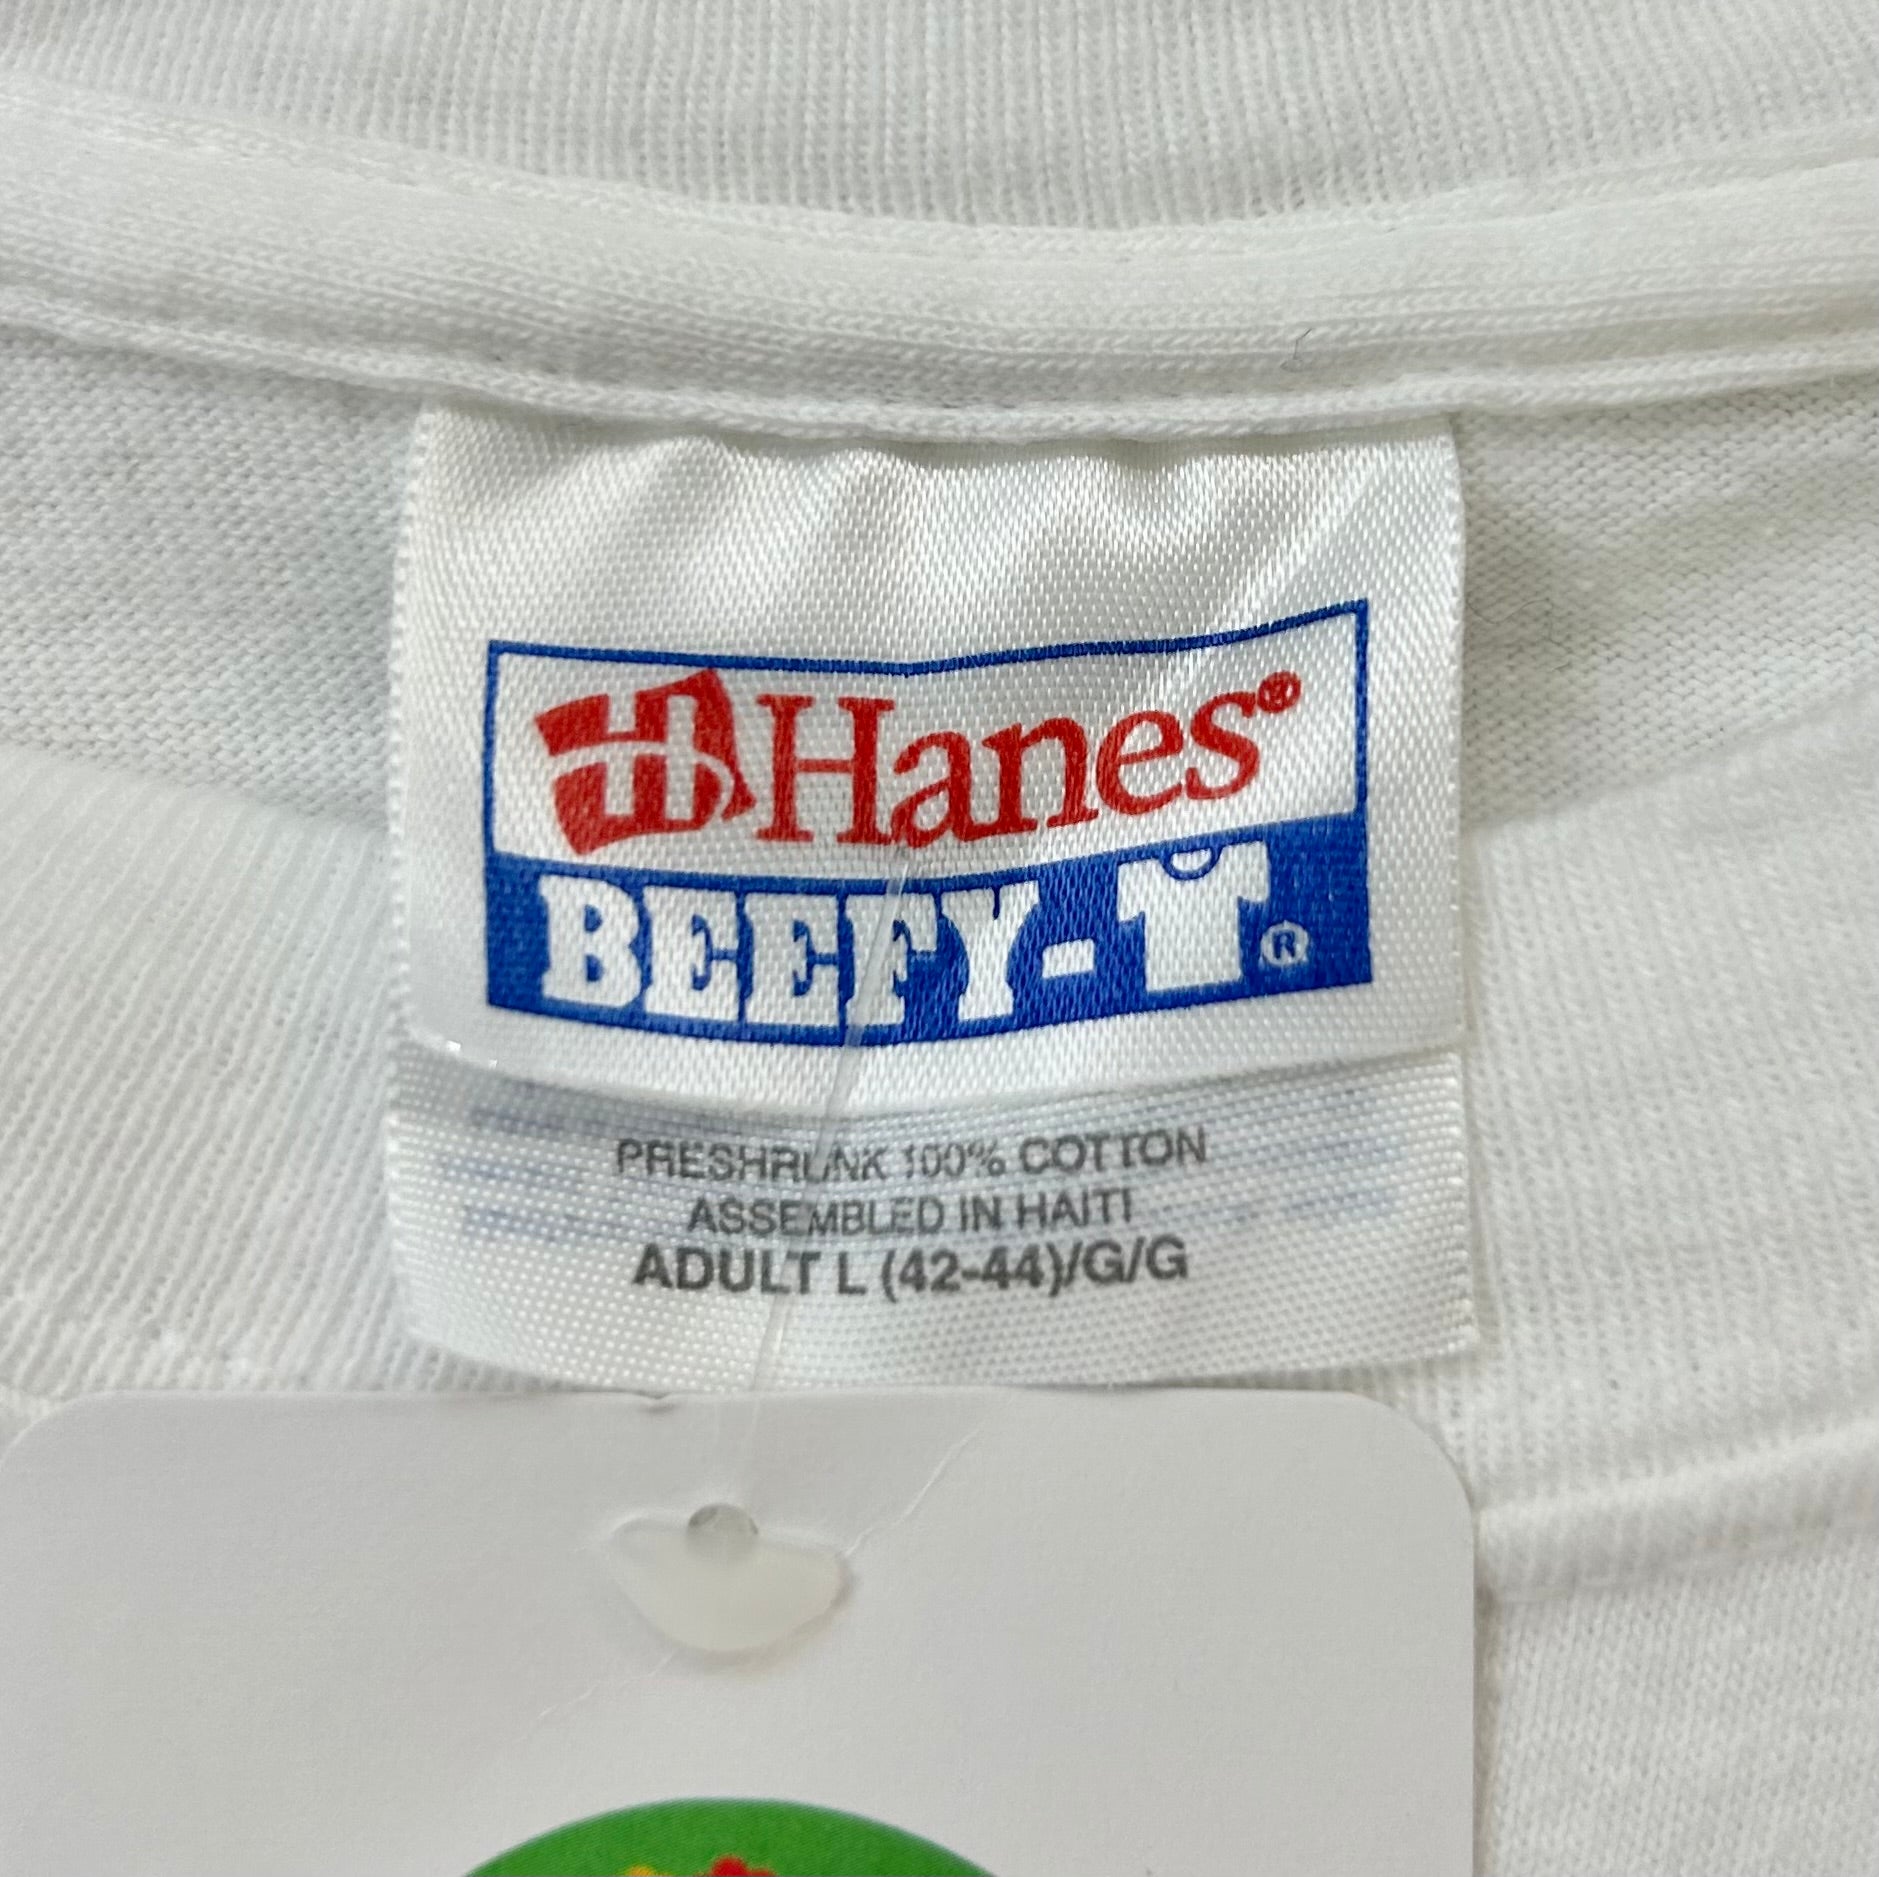 Hanes®
BEEFY-T®
PRESHRUNK 100% COTTON
ASSEMBLED IN HAITI
ADULT L (42-44)/G/G